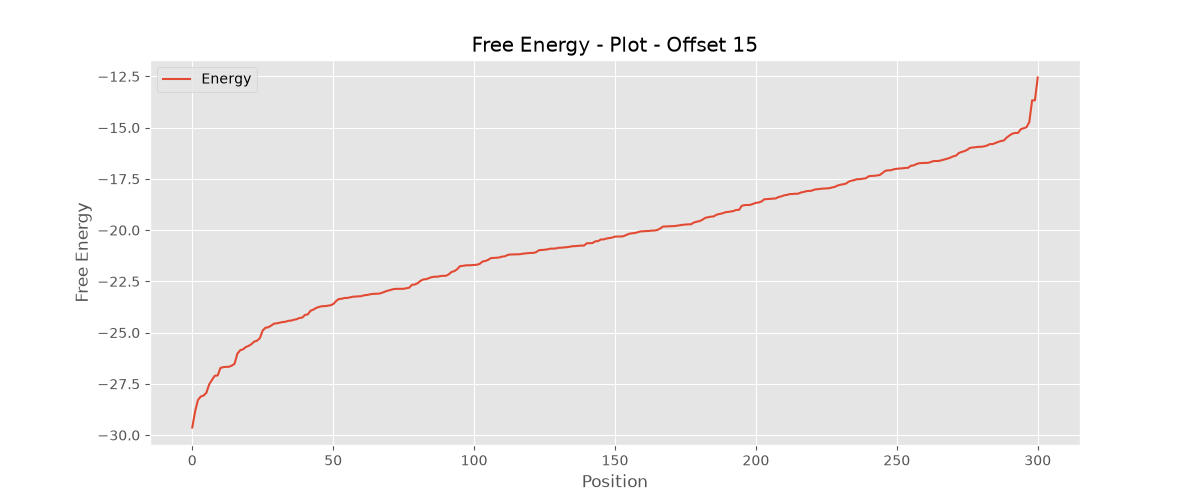 Free Energy - Plot - Offset 15
Energy
−12.5
−15.0
−17.5
−20.0
−22.5
−25.0
−27.5
−30.0
Free Energy
0 50 100 150 200 250 300
Position